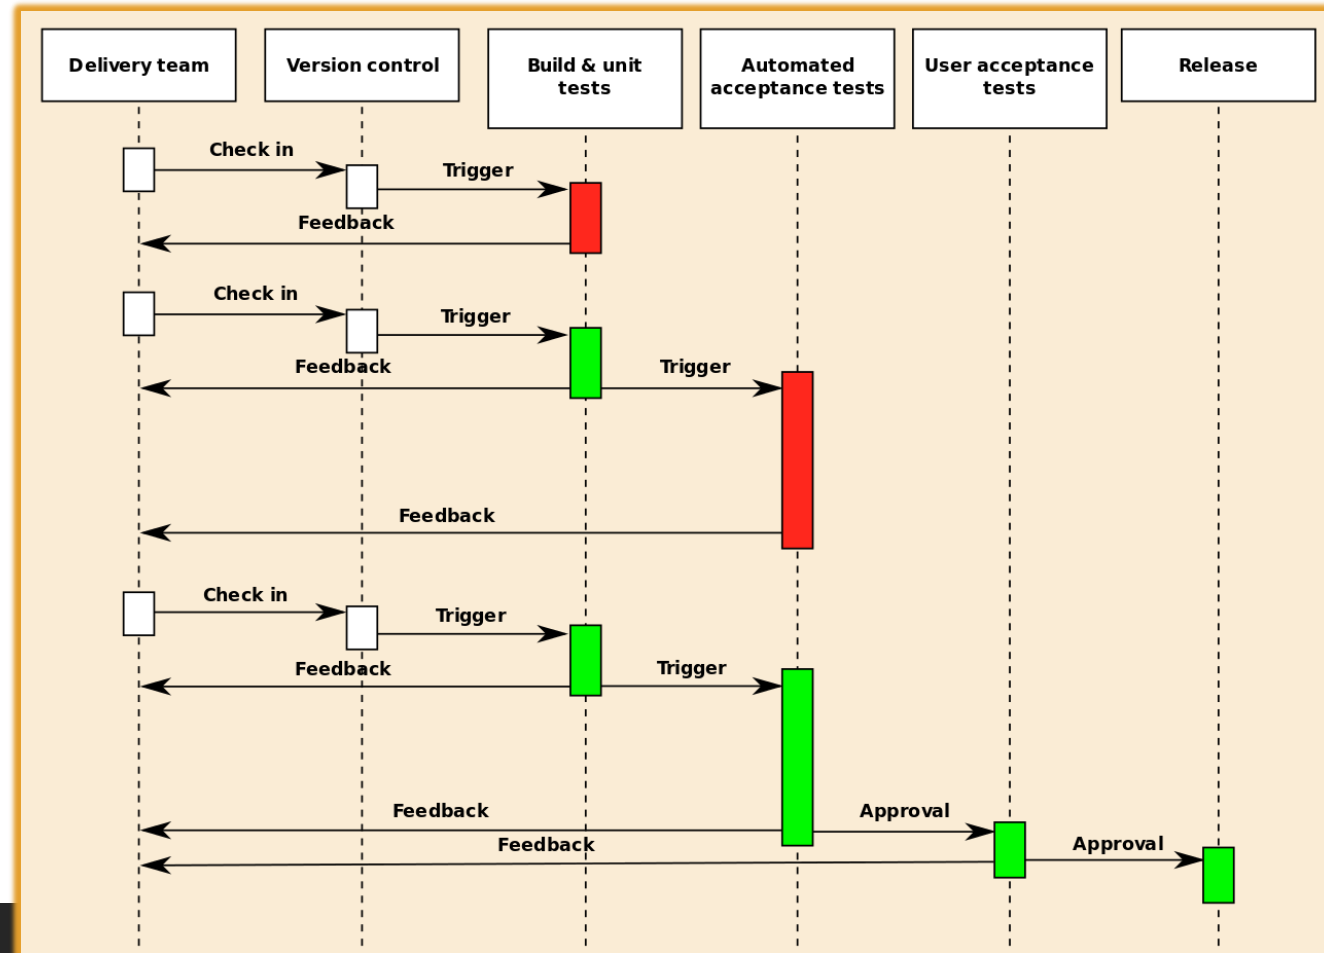 Delivery team
Version control
Build & unit
tests
Automated
acceptance tests
User acceptance
tests
Release
Check in
Trigger
Feedback
Check in
Trigger
Feedback
Trigger
Feedback
Check in
Trigger
Feedback
Trigger
Feedback
Approval
Feedback
Approval